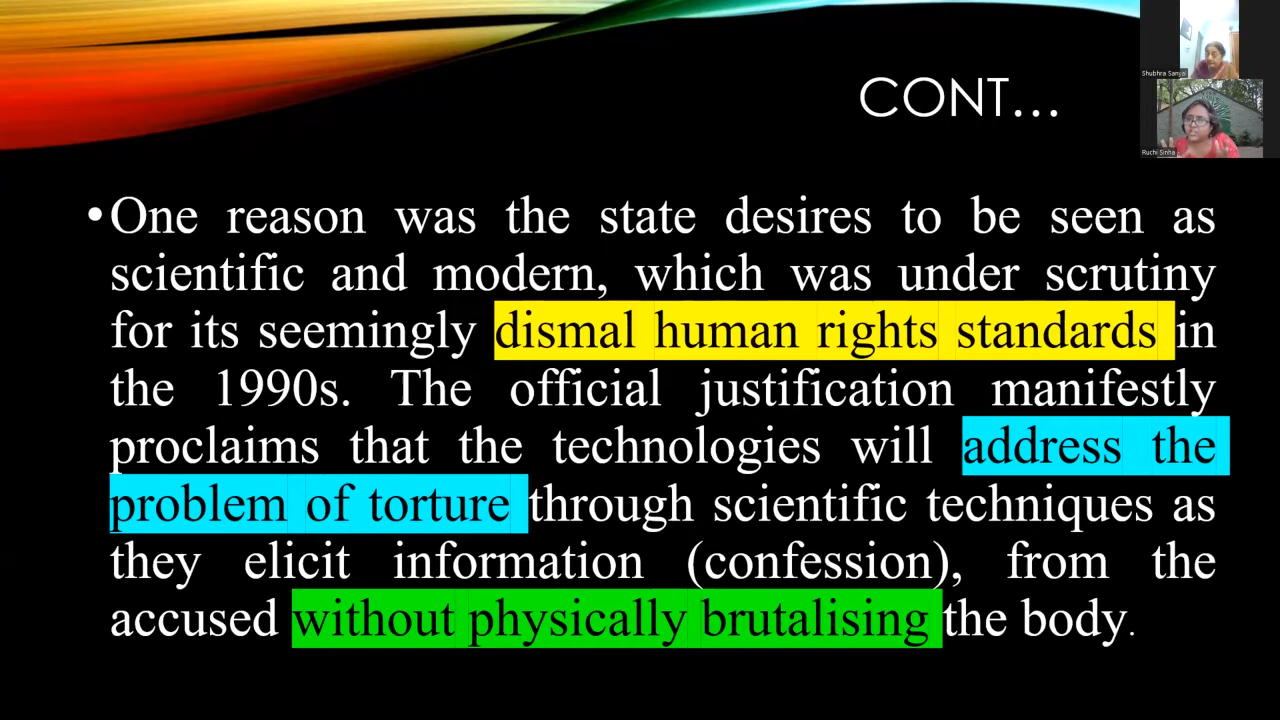 CONT...
•One reason was the state desires to be seen as
scientific and modern, which was under scrutiny
for its seemingly dismal human rights standards in
the 1990s. The official justification manifestly
proclaims that the technologies will address the
problem of torture through scientific techniques as
they elicit information (confession), from the
accused without physically brutalising the body.
Shubhra Sanyal
Ruchi Sinha